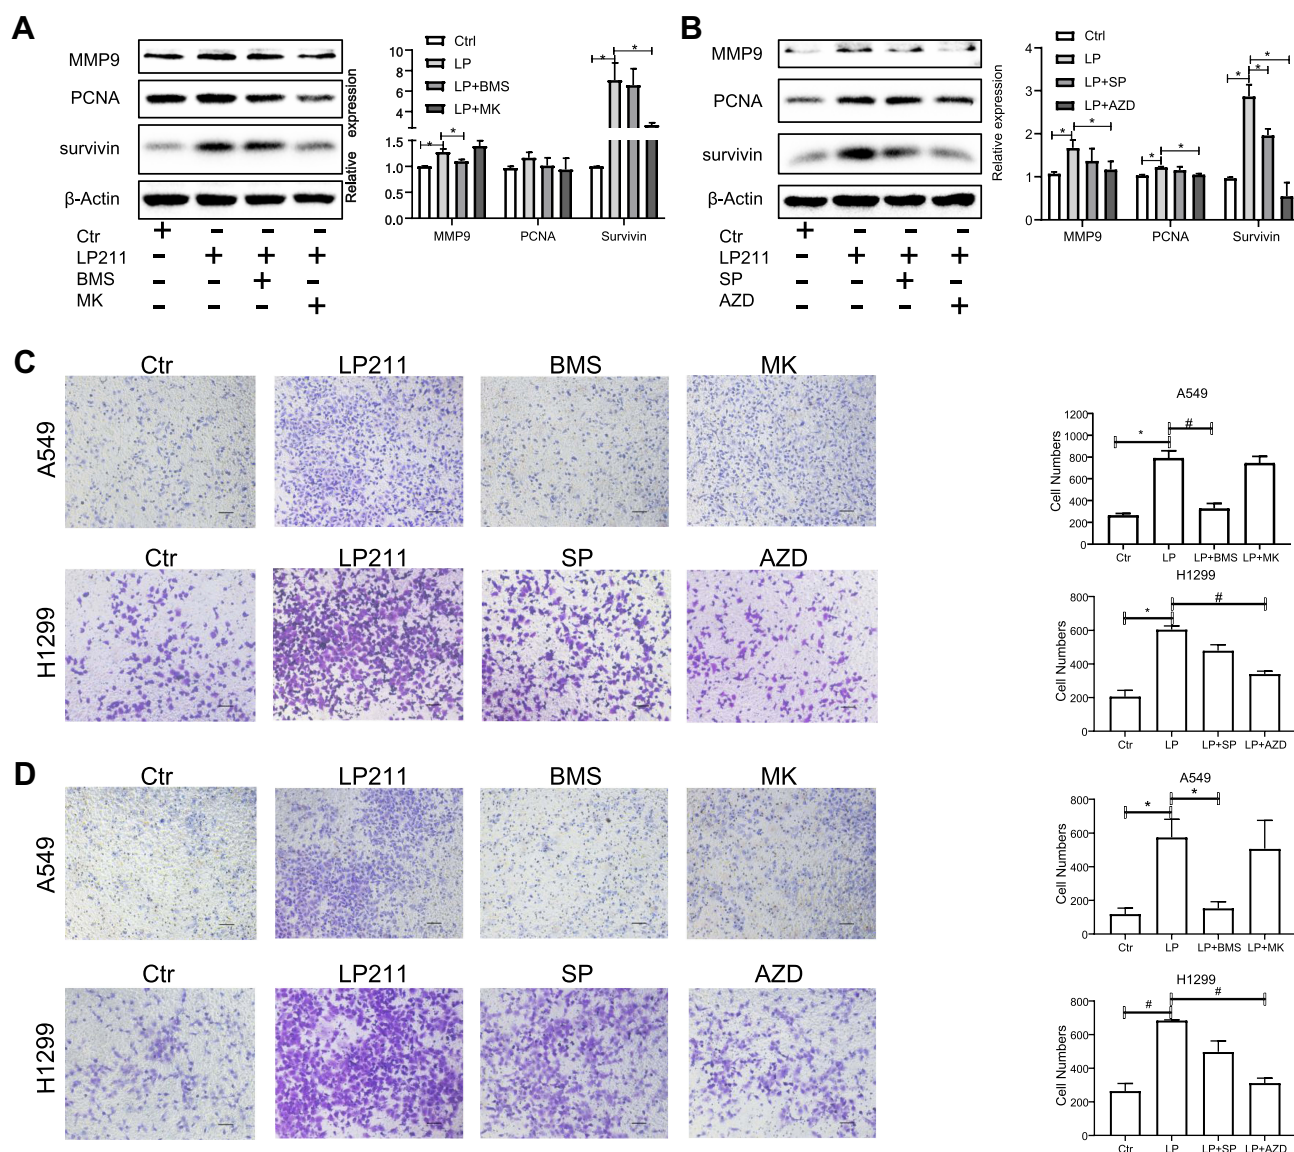 A
MMP9
PCNA
survivin
β-Actin
Ctr + - - -
LP211 - + + +
BMS - - + -
MK - - - +
Relative expression
10
8
6
4
1.5
1.0
0.5
0.0
Ctrl
LP
LP+BMS
LP+MK
* * * *
MMP9 PCNA Survivin
B
MMP9
PCNA
survivin
β-Actin
Ctr + - - -
LP211 - + + +
SP - - + -
AZD - - - +
Relative expression
4
3
2
1
0
Ctrl
LP
LP+SP
LP+AZD
* * * * * * *
MMP9 PCNA Survivin
C
Ctr LP211 BMS MK
A549
A549
Cell Numbers
1200
1000
800
600
400
200
0
* #
Ctr LP LP+BMS LP+MK
Ctr LP211 SP AZD
H1299
H1299
Cell Numbers
800
600
400
200
0
* #
Ctr LP LP+SP LP+AZD
D
Ctr LP211 BMS MK
A549
A549
Cell Numbers
800
600
400
200
0
* *
Ctr LP LP+BMS LP+MK
Ctr LP211 SP AZD
H1299
H1299
Cell Numbers
800
600
400
200
0
# #
Ctr LP LP+SP LP+AZD